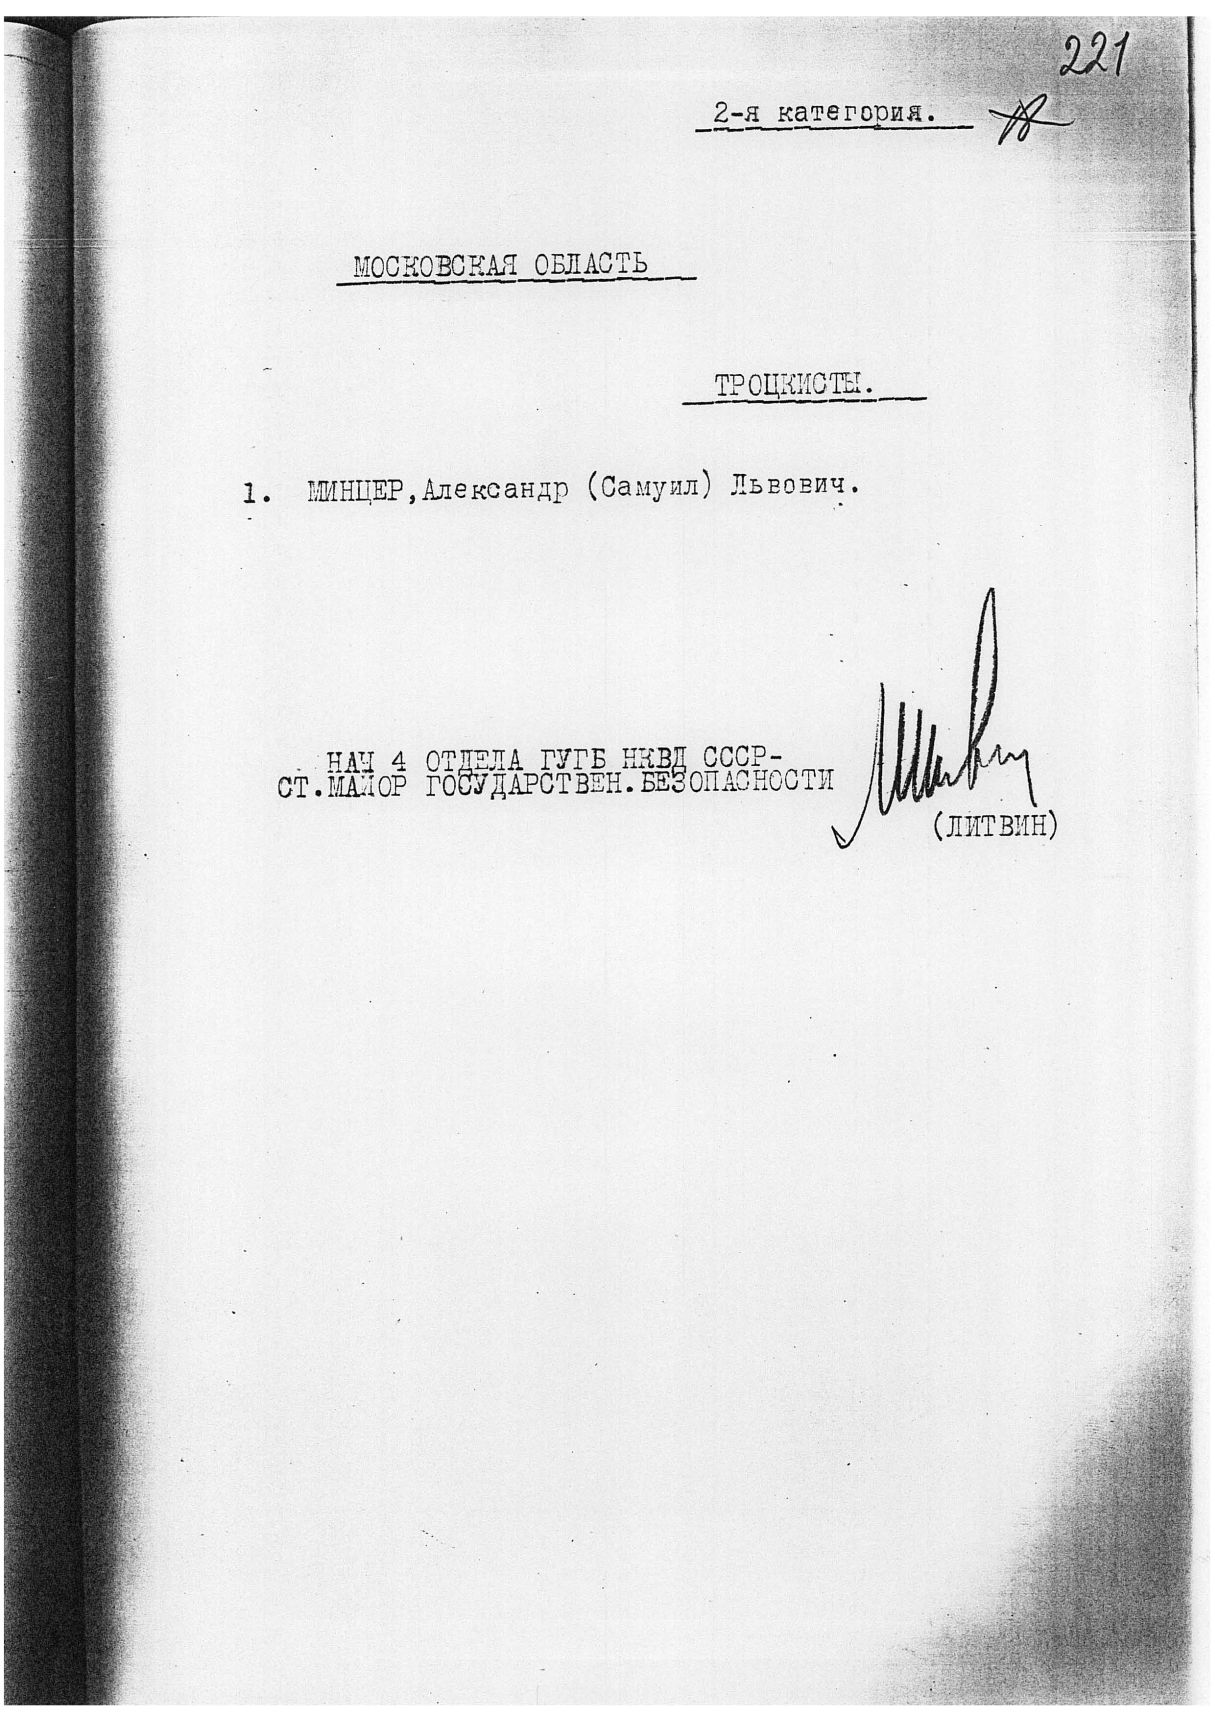 221
2-я категория.
МОСКОВСКАЯ ОБЛАСТЬ
ТРОЦКИСТЫ.
1. МИНЦЕР,Александр (Самуил) Львович.
НАЧ 4 ОТДЕЛА ГУГБ НКВД СССР-
СТ.МАЙОР ГОСУДАРСТВЕН.БЕЗОПАСНОСТИ
(ЛИТВИН)